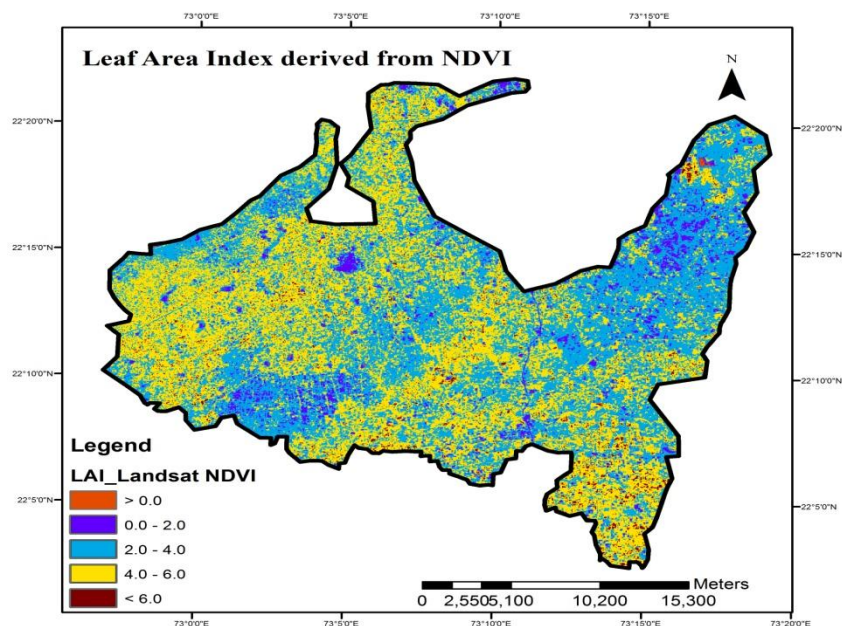 73°0'0"E 73°5'0"E 73°10'0"E 73°15'0"E
Leaf Area Index derived from NDVI
N
22°20'0"N 22°20'0"N
22°15'0"N 22°15'0"N
22°10'0"N 22°10'0"N
22°5'0"N 22°5'0"N
Legend
LAI_Landsat NDVI
> 0.0
0.0 - 2.0
2.0 - 4.0
4.0 - 6.0
< 6.0
Meters
0 2,5505,100 10,200 15,300
73°0'0"E 73°5'0"E 73°10'0"E 73°15'0"E 73°20'0"E